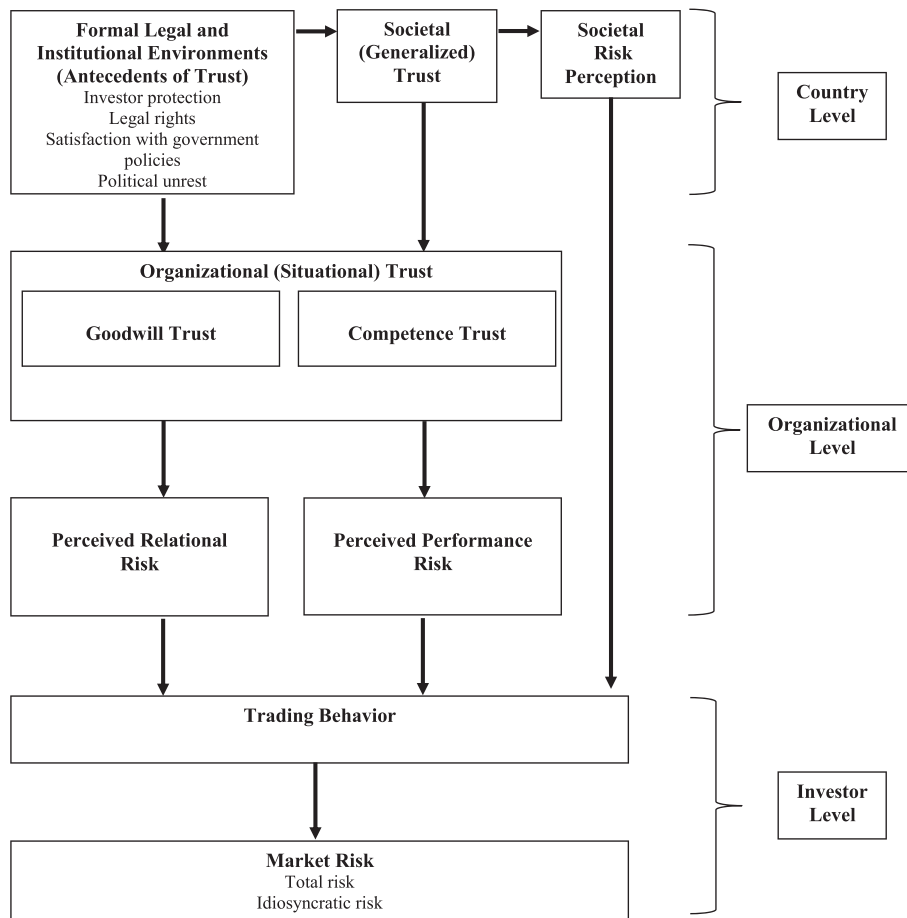 Formal Legal and
Institutional Environments
(Antecedents of Trust)
Investor protection
Legal rights
Satisfaction with government
policies
Political unrest
Societal
(Generalized)
Trust
Societal
Risk
Perception
Country
Level
Organizational (Situational) Trust
Goodwill Trust
Competence Trust
Organizational
Level
Perceived Relational
Risk
Perceived Performance
Risk
Trading Behavior
Investor
Level
Market Risk
Total risk
Idiosyncratic risk